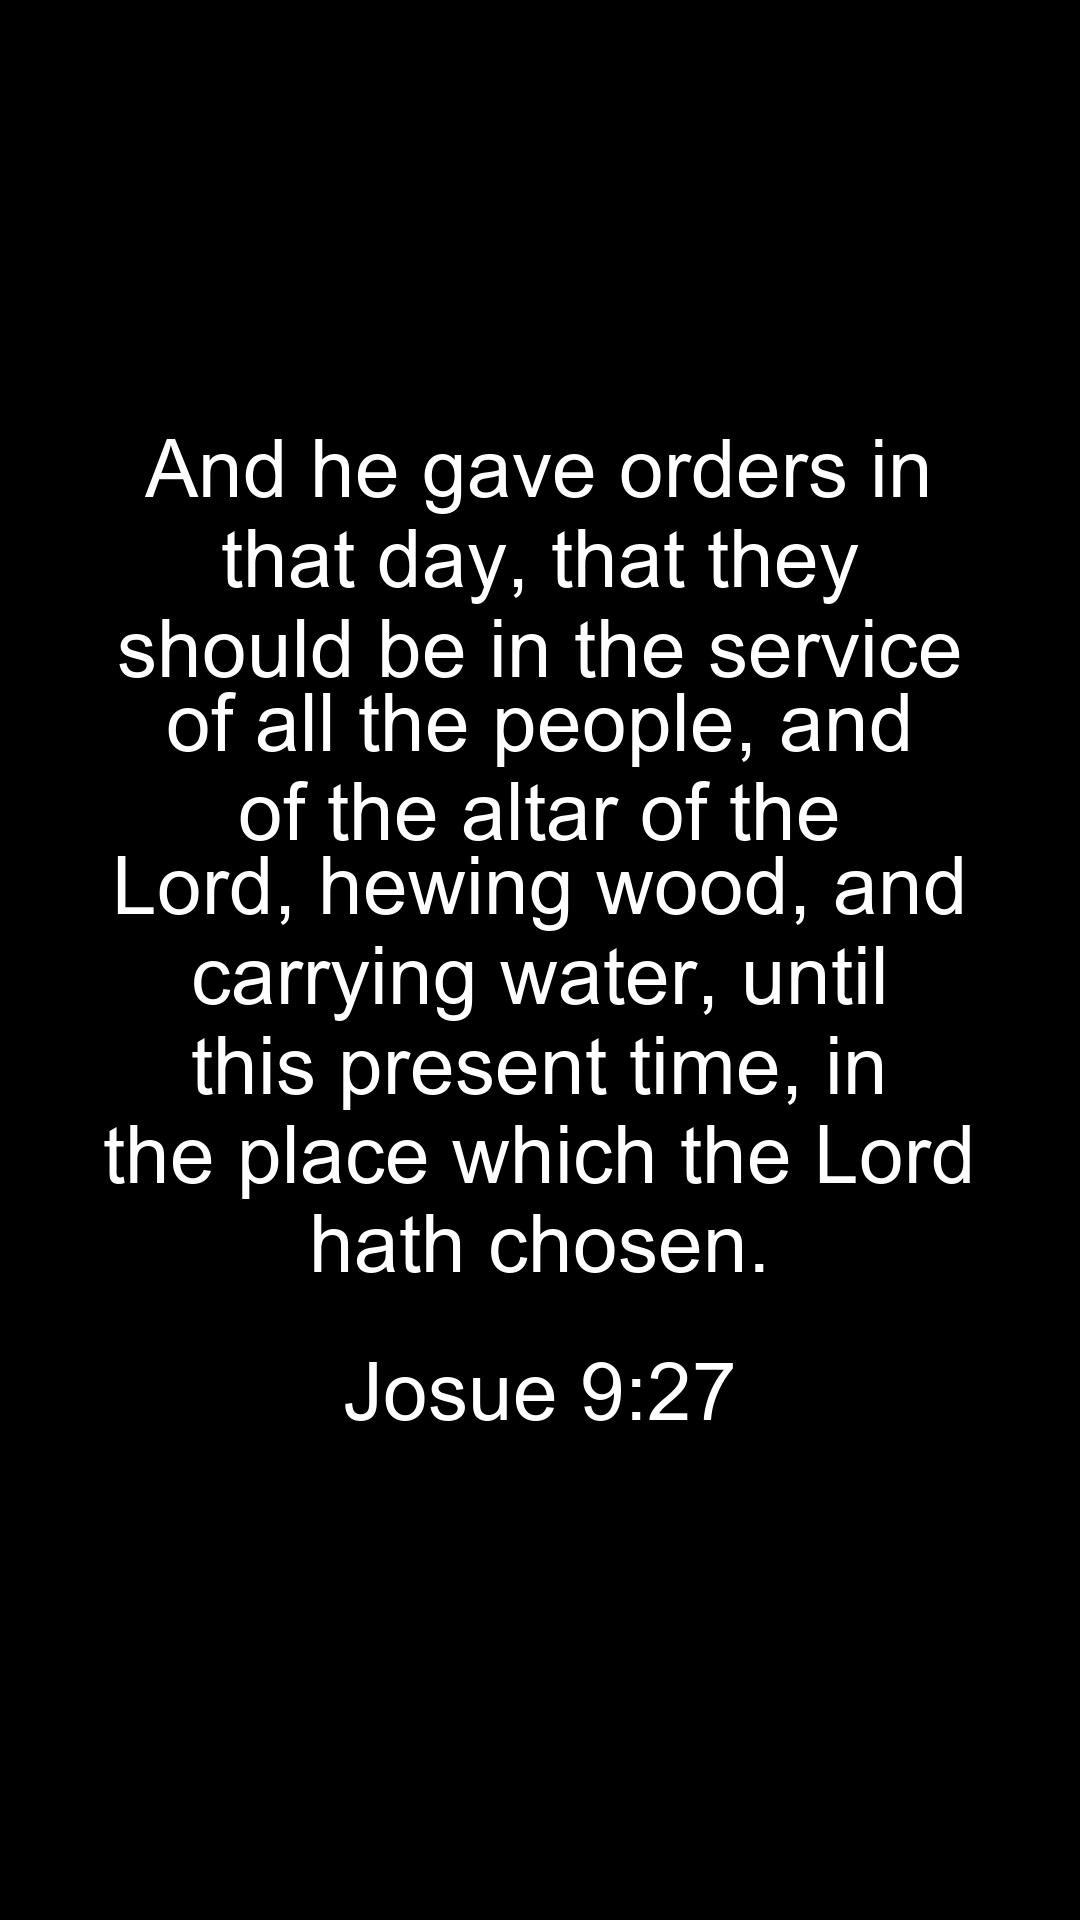 And he gave orders in
that day, that they
should be in the service
of all the people, and
of the altar of the
Lord, hewing wood, and
carrying water, until
this present time, in
the place which the Lord
hath chosen.
Josue 9:27